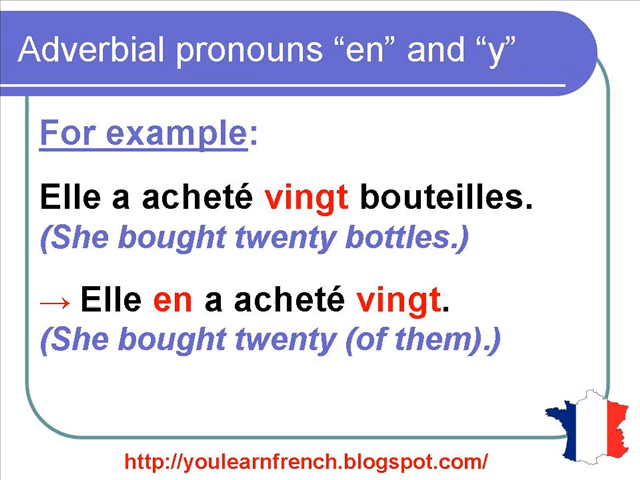 Adverbial pronouns “en” and “y”
For example:
Elle a acheté vingt bouteilles.
(She bought twenty bottles.)
→ Elle en a acheté vingt.
(She bought twenty (of them).)
http://youlearnfrench.blogspot.com/